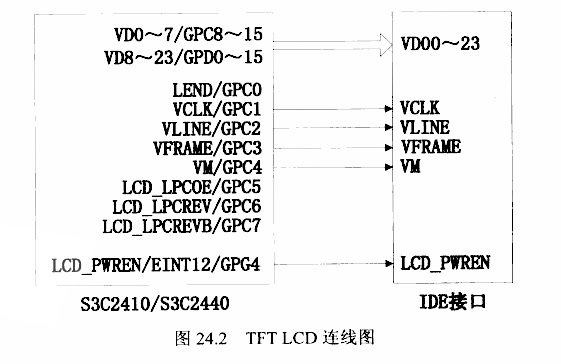 VD0～7/GPC8～15
VD8～23/GPD0～15
VD00～23
LEND/GPC0
VCLK/GPC1
VCLK
VLINE/GPC2
VLINE
VFRAME/GPC3
VFRAME
VM/GPC4
VM
LCD_LPCOE/GPC5
LCD_LPCREV/GPC6
LCD_LPCREVB/GPC7
LCD_PWREN/EINT12/GPG4
LCD_PWREN
S3C2410/S3C2440
IDE接口
图 24.2 TFT LCD 连线图